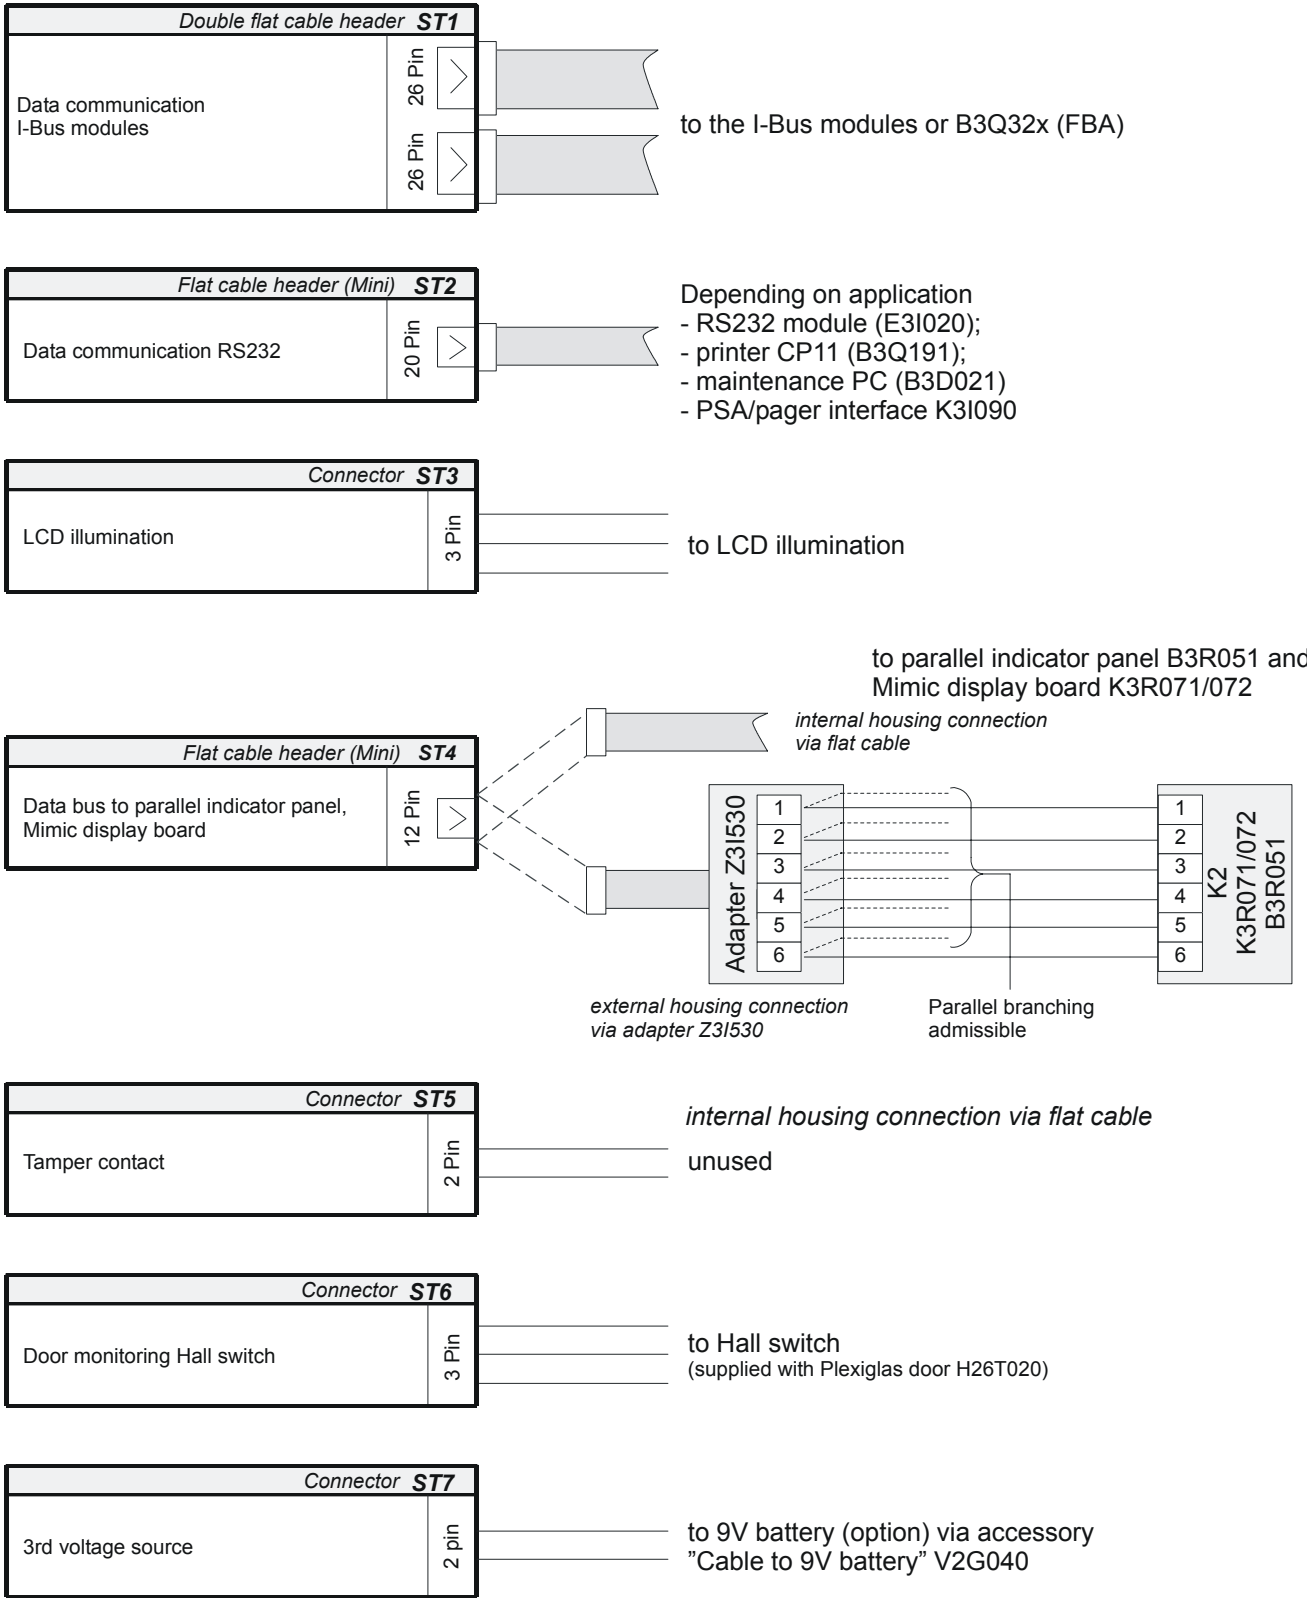 Double flat cable header ST1
Data communication
I-Bus modules
26 Pin
26 Pin
to the I-Bus modules or B3Q32x (FBA)
Flat cable header (Mini) ST2
Data communication RS232
20 Pin
Depending on application
- RS232 module (E3I020);
- printer CP11 (B3Q191);
- maintenance PC (B3D021)
- PSA/pager interface K3I090
Connector ST3
LCD illumination
3 Pin
to LCD illumination
to parallel indicator panel B3R051 and
Mimic display board K3R071/072
internal housing connection
via flat cable
Flat cable header (Mini) ST4
Data bus to parallel indicator panel,
Mimic display board
12 Pin
Adapter Z3I530
1
2
3
4
5
6
1
2
3
4
5
6
K2
K3R071/072
B3R051
external housing connection
via adapter Z3I530
Parallel branching
admissible
Connector ST5
Tamper contact
2 Pin
internal housing connection via flat cable
unused
Connector ST6
Door monitoring Hall switch
3 Pin
to Hall switch
(supplied with Plexiglas door H26T020)
Connector ST7
3rd voltage source
2 pin
to 9V battery (option) via accessory
”Cable to 9V battery” V2G040